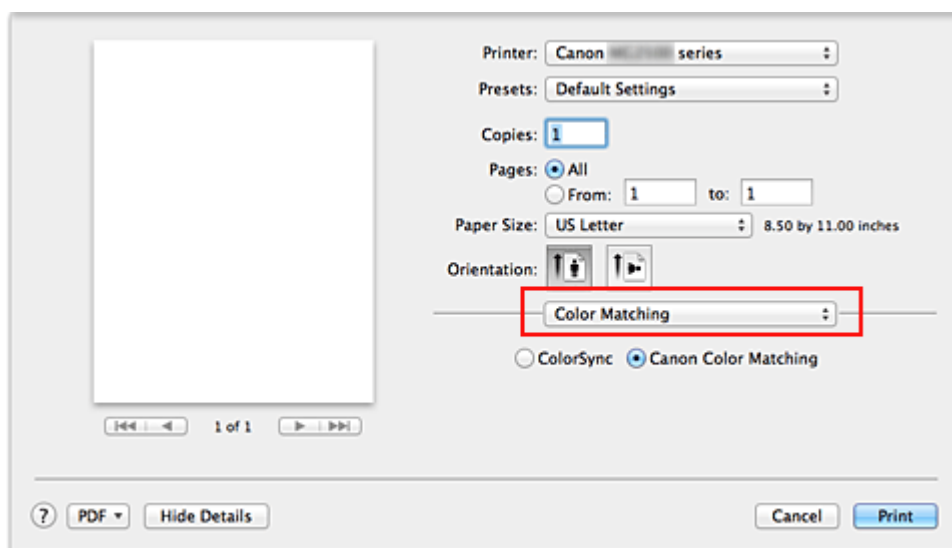 Printer: Canon series
Presets: Default Settings
Copies: 1
Pages: All
From: 1 to: 1
Paper Size: US Letter 8.50 by 11.00 inches
Orientation:
Color Matching
ColorSync Canon Color Matching
1 of 1
? PDF Hide Details Cancel Print